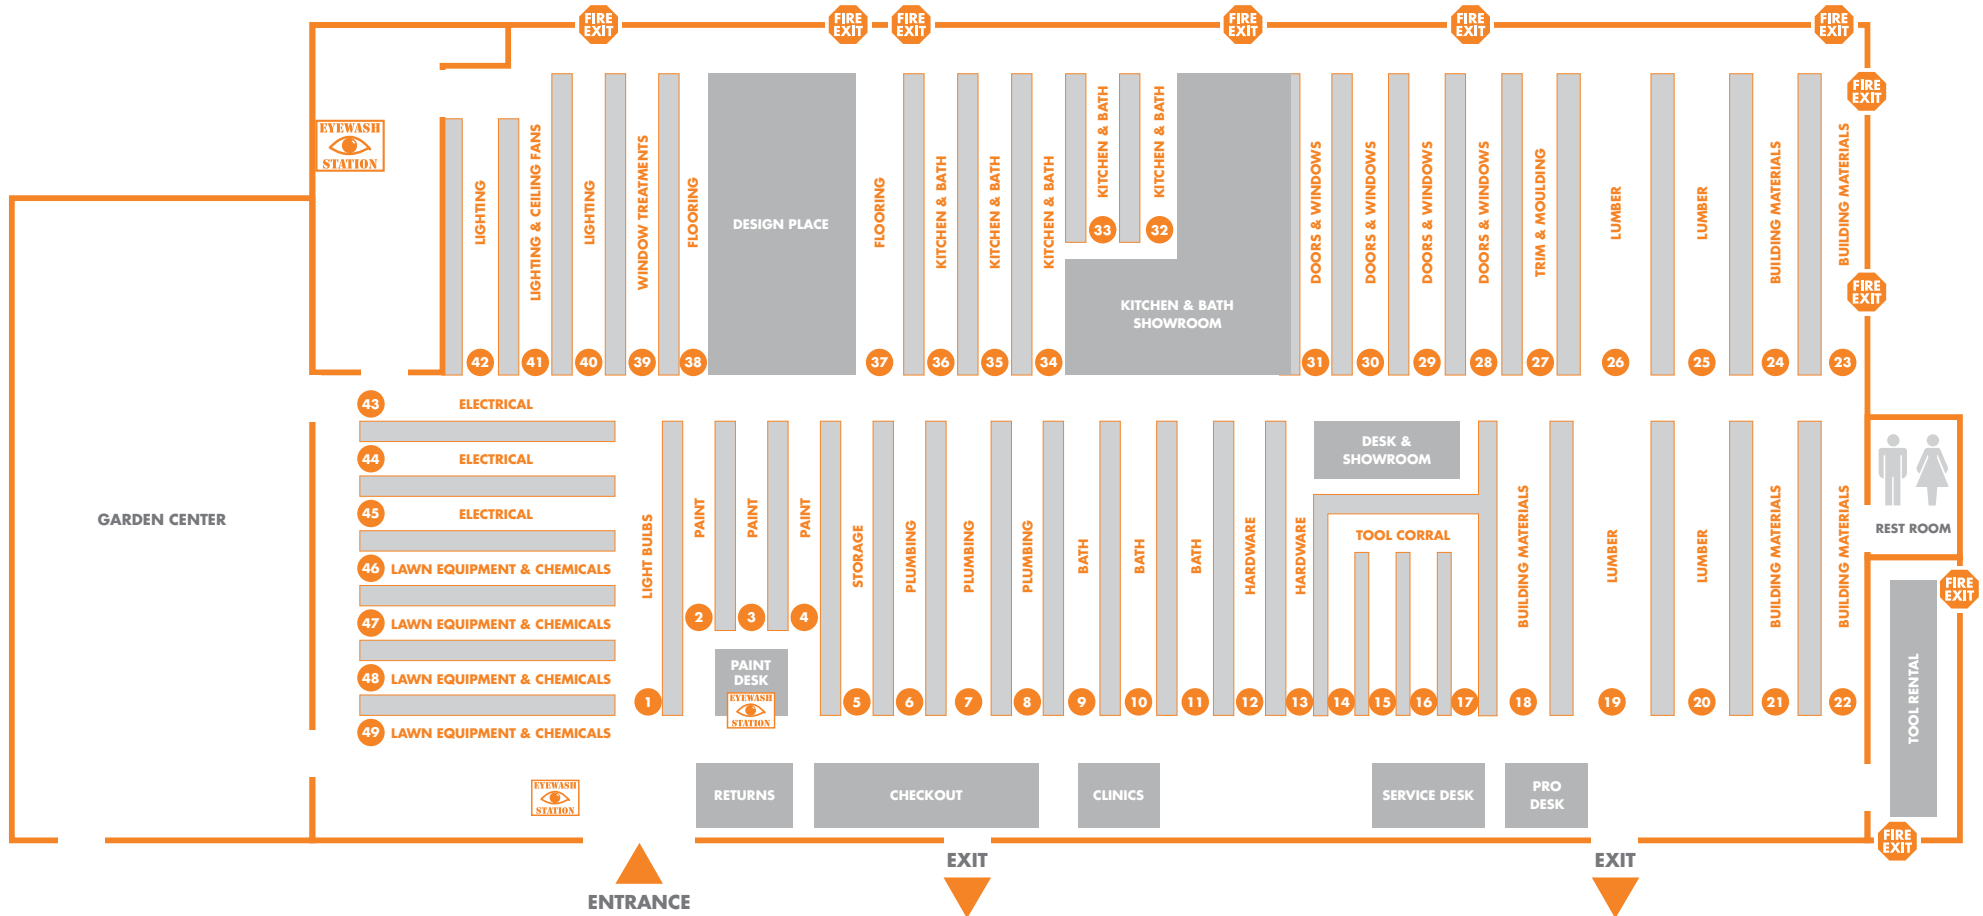 FIRE
EXIT
FIRE
EXIT
FIRE
EXIT
FIRE
EXIT
FIRE
EXIT
FIRE
EXIT
FIRE
EXIT
FIRE
EXIT
EYEWASH
STATION
LIGHTING
LIGHTING & CEILING FANS
LIGHTING
WINDOW TREATMENTS
FLOORING
DESIGN PLACE
FLOORING
KITCHEN & BATH
KITCHEN & BATH
KITCHEN & BATH
KITCHEN & BATH
KITCHEN & BATH
33
32
KITCHEN & BATH
SHOWROOM
DOORS & WINDOWS
DOORS & WINDOWS
DOORS & WINDOWS
DOORS & WINDOWS
TRIM & MOULDING
LUMBER
LUMBER
BUILDING MATERIALS
BUILDING MATERIALS
42
41
40
39
38
37
36
35
34
31
30
29
28
27
26
25
24
23
43 ELECTRICAL
44 ELECTRICAL
45 ELECTRICAL
46 LAWN EQUIPMENT & CHEMICALS
47 LAWN EQUIPMENT & CHEMICALS
48 LAWN EQUIPMENT & CHEMICALS
49 LAWN EQUIPMENT & CHEMICALS
GARDEN CENTER
LIGHT BULBS
PAINT
PAINT
PAINT
STORAGE
PLUMBING
PLUMBING
PLUMBING
BATH
BATH
BATH
HARDWARE
HARDWARE
DESK &
SHOWROOM
TOOL CORRAL
BUILDING MATERIALS
LUMBER
LUMBER
BUILDING MATERIALS
BUILDING MATERIALS
REST ROOM
FIRE
EXIT
TOOL RENTAL
2
3
4
PAINT
DESK
EYEWASH
STATION
1
5
6
7
8
9
10
11
12
13
14
15
16
17
18
19
20
21
22
EYEWASH
STATION
RETURNS
CHECKOUT
CLINICS
SERVICE DESK
PRO
DESK
FIRE
EXIT
ENTRANCE
EXIT
EXIT